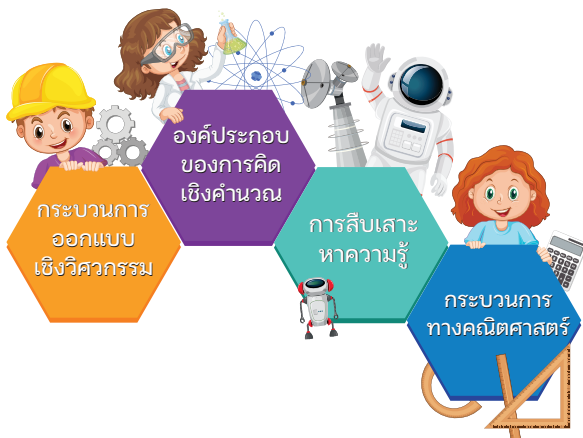 กระบวนการ
ออกแบบ
เชิงวิศวกรรม
องค์ประกอบ
ของการคิด
เชิงคำนวณ
การสืบเสาะ
หาความรู้
กระบวนการ
ทางคณิตศาสตร์